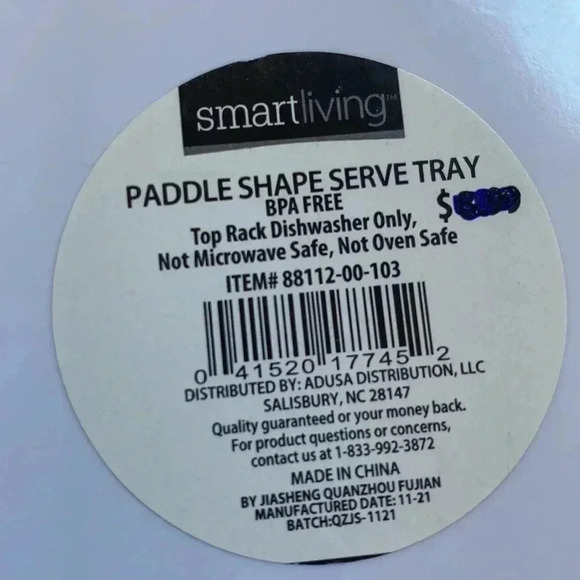 smartliving™
PADDLE SHAPE SERVE TRAY
BPA FREE
$
Top Rack Dishwasher Only,
Not Microwave Safe, Not Oven Safe
ITEM# 88112-00-103
0 41520 17745 2
DISTRIBUTED BY: ADUSA DISTRIBUTION, LLC
SALISBURY, NC 28147
Quality guaranteed or your money back.
For product questions or concerns,
contact us at 1-833-992-3872
MADE IN CHINA
BY JIASHENG QUANZHOU FUJIAN
MANUFACTURED DATE: 11-21
BATCH:QZJS-1121